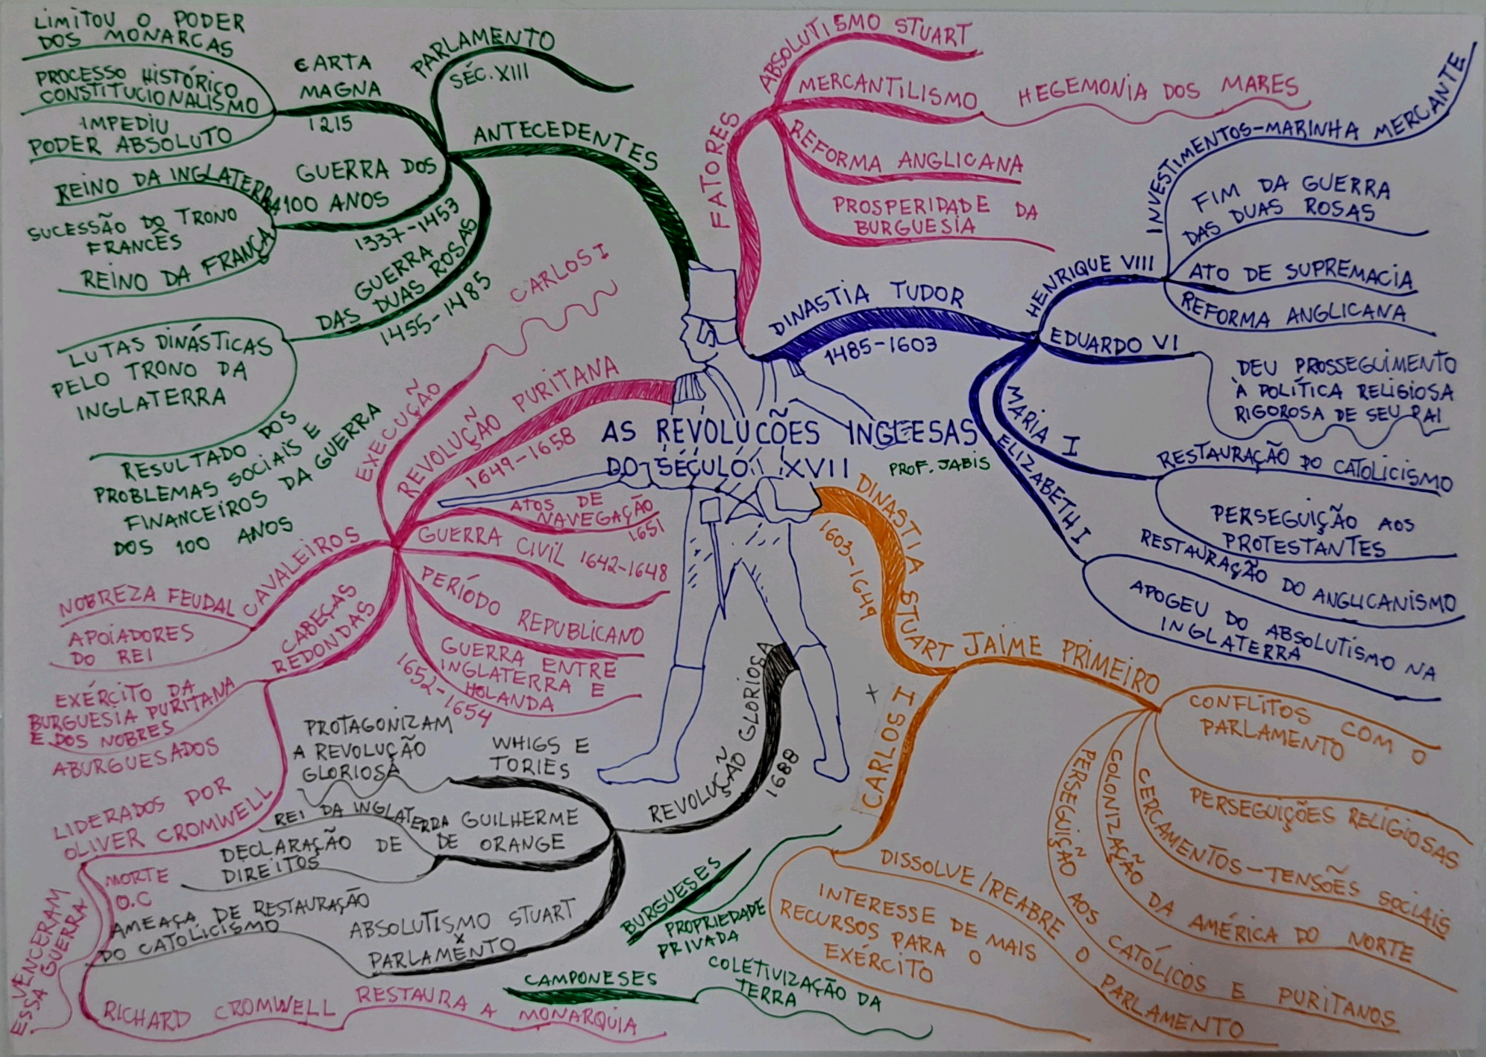 AS REVOLUÇÕES INGLESAS
DO SÉCULO XVII
PROF. JABIS
ANTECEDENTES
PARLAMENTO
SÉC. XIII
CARTA
MAGNA
1215
LIMITOU O PODER
DOS MONARCAS
PROCESSO HISTÓRICO
CONSTITUCIONALISMO
IMPEDIU
PODER ABSOLUTO
GUERRA DOS
100 ANOS
1337-1453
REINO DA INGLATERRA
SUCESSÃO DO TRONO
FRANCÊS
REINO DA FRANÇA
GUERRA
DAS DUAS ROSAS
1455-1485
LUTAS DINÁSTICAS
PELO TRONO DA
INGLATERRA
RESULTADO DOS
PROBLEMAS SOCIAIS E
FINANCEIROS DA GUERRA
DOS 100 ANOS
FATORES
ABSOLUTISMO STUART
MERCANTILISMO
HEGEMONIA DOS MARES
REFORMA ANGLICANA
PROSPERIDADE DA
BURGUESIA
DINASTIA TUDOR
1485-1603
HENRIQUE VIII
INVESTIMENTOS-MARINHA MERCANTE
FIM DA GUERRA
DAS DUAS ROSAS
ATO DE SUPREMACIA
REFORMA ANGLICANA
EDUARDO VI
DEU PROSSEGUIMENTO
À POLÍTICA RELIGIOSA
RIGOROSA DE SEU RAI
MARIA I
RESTAURAÇÃO DO CATOLICISMO
PERSEGUIÇÃO AOS
PROTESTANTES
ELIZABETH I
RESTAURAÇÃO DO ANGLICANISMO
APOGEU DO ABSOLUTISMO NA
INGLATERRA
DINASTIA STUART
1603-1649
JAIME PRIMEIRO
CONFLITOS COM O
PARLAMENTO
PERSEGUIÇÕES RELIGIOSAS
CERCAMENTOS-TENSÕES SOCIAIS
COLONIZAÇÃO DA AMÉRICA DO NORTE
PERSEGUIÇÃO AOS CATÓLICOS E PURITANOS
CARLOS I
DISSOLVE/REABRE O PARLAMENTO
INTERESSE DE MAIS
RECURSOS PARA O
EXÉRCITO
REVOLUÇÃO PURITANA
1649-1658
EXECUÇÃO
CARLOS I
ATOS DE
NAVEGAÇÃO
1651
GUERRA CIVIL 1642-1648
PERÍODO REPUBLICANO
GUERRA ENTRE
INGLATERRA E
HOLANDA
1652-1654
CAVALEIROS
NOBREZA FEUDAL
APOIADORES
DO REI
CABEÇAS
REDONDAS
EXÉRCITO DA
BURGUESIA PURITANA
E DOS NOBRES
ABURGUESADOS
LIDERADOS POR
OLIVER CROMWELL
VENCERAM
ESSA GUERRA
MORTE
O.C
RICHARD CROMWELL
RESTAURA A
MONARQUIA
REVOLUÇÃO GLORIOSA
1688
WHIGS E
TORIES
PROTAGONIZAM
A REVOLUÇÃO
GLORIOSA
GUILHERME
DE ORANGE
REI DA INGLATERRA
DECLARAÇÃO DE
DIREITOS
ABSOLUTISMO STUART
X
PARLAMENTO
AMEAÇA DE RESTAURAÇÃO
DO CATOLICISMO
BURGUESES
PROPRIEDADE
PRIVADA
CAMPONESES
COLETIVIZAÇÃO DA
TERRA